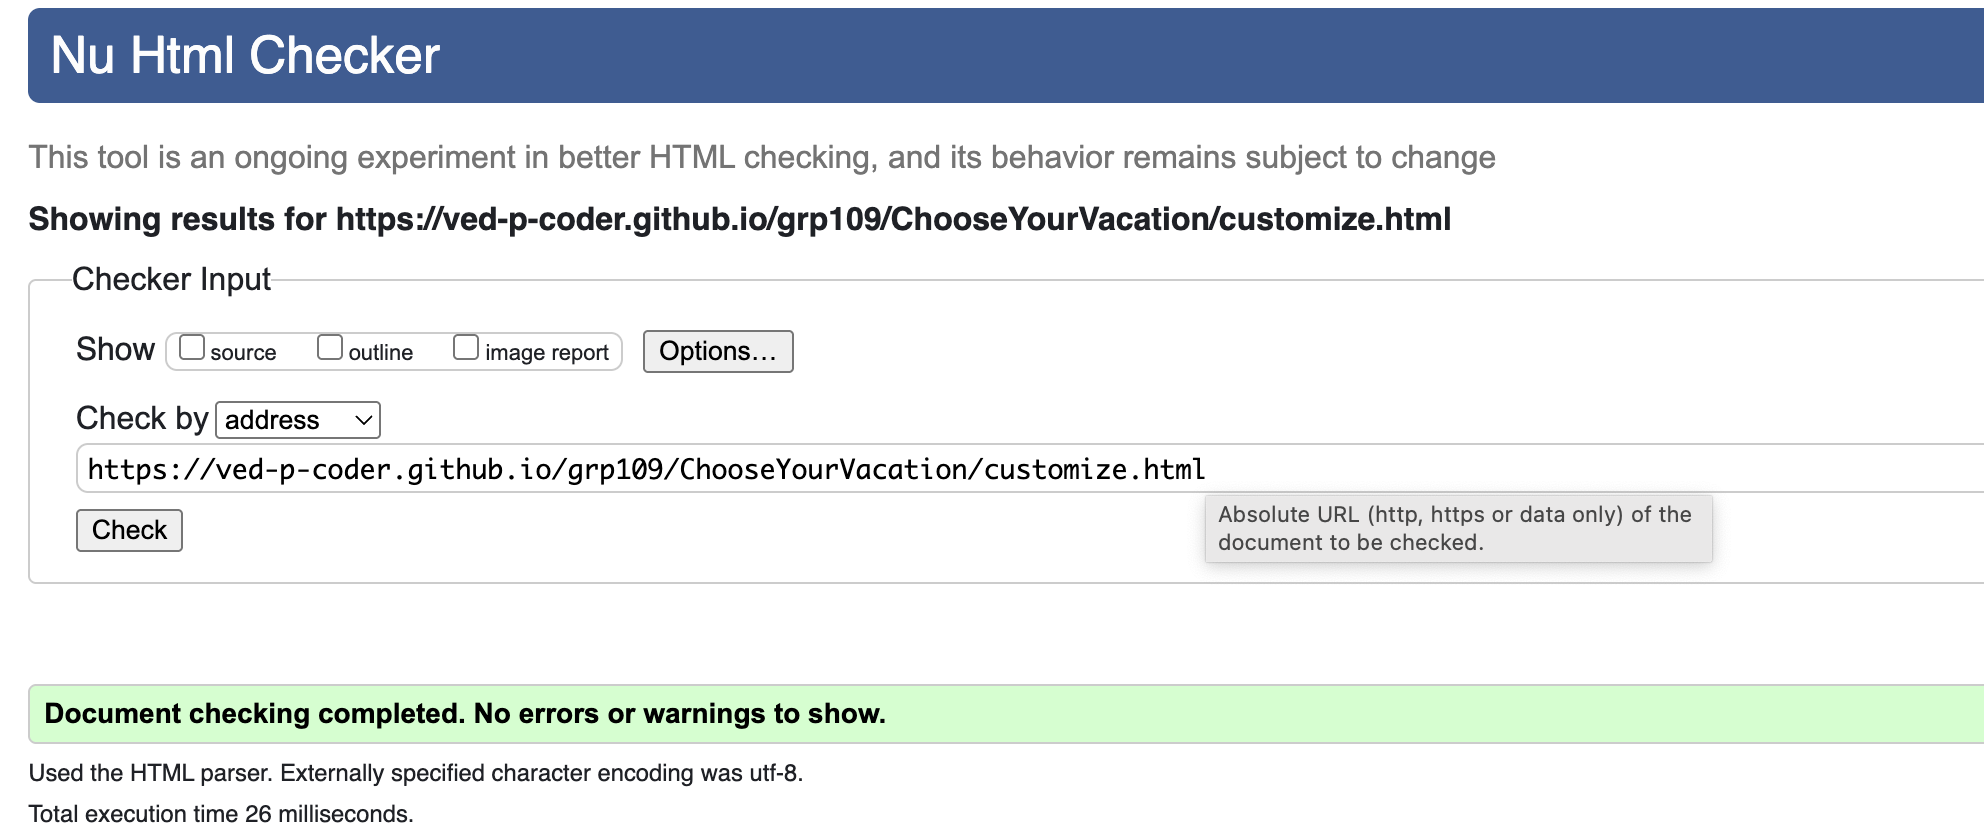 Nu Html Checker
This tool is an ongoing experiment in better HTML checking, and its behavior remains subject to change
Showing results for https://ved-p-coder.github.io/grp109/ChooseYourVacation/customize.html
Checker Input
Show source outline image report Options...
Check by address
https://ved-p-coder.github.io/grp109/ChooseYourVacation/customize.html
Check
Absolute URL (http, https or data only) of the
document to be checked.
Document checking completed. No errors or warnings to show.
Used the HTML parser. Externally specified character encoding was utf-8.
Total execution time 26 milliseconds.